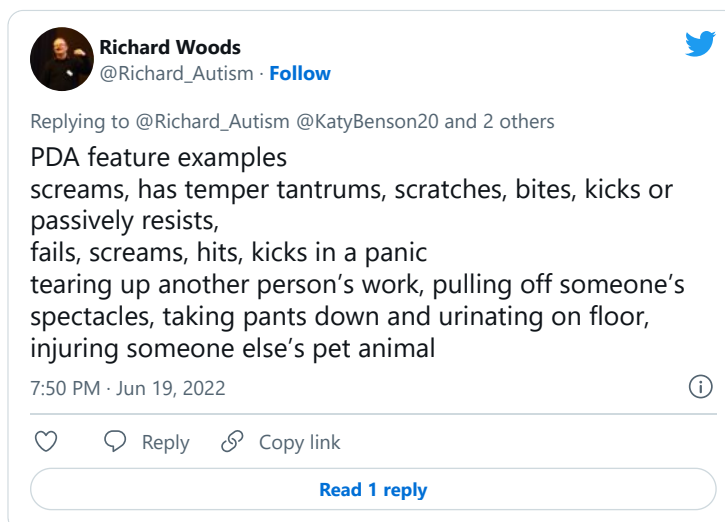 Richard Woods
@Richard_Autism · Follow
Replying to @Richard_Autism @KatyBenson20 and 2 others
PDA feature examples
screams, has temper tantrums, scratches, bites, kicks or
passively resists,
fails, screams, hits, kicks in a panic
tearing up another person’s work, pulling off someone’s
spectacles, taking pants down and urinating on floor,
injuring someone else’s pet animal
7:50 PM · Jun 19, 2022
Reply Copy link
Read 1 reply